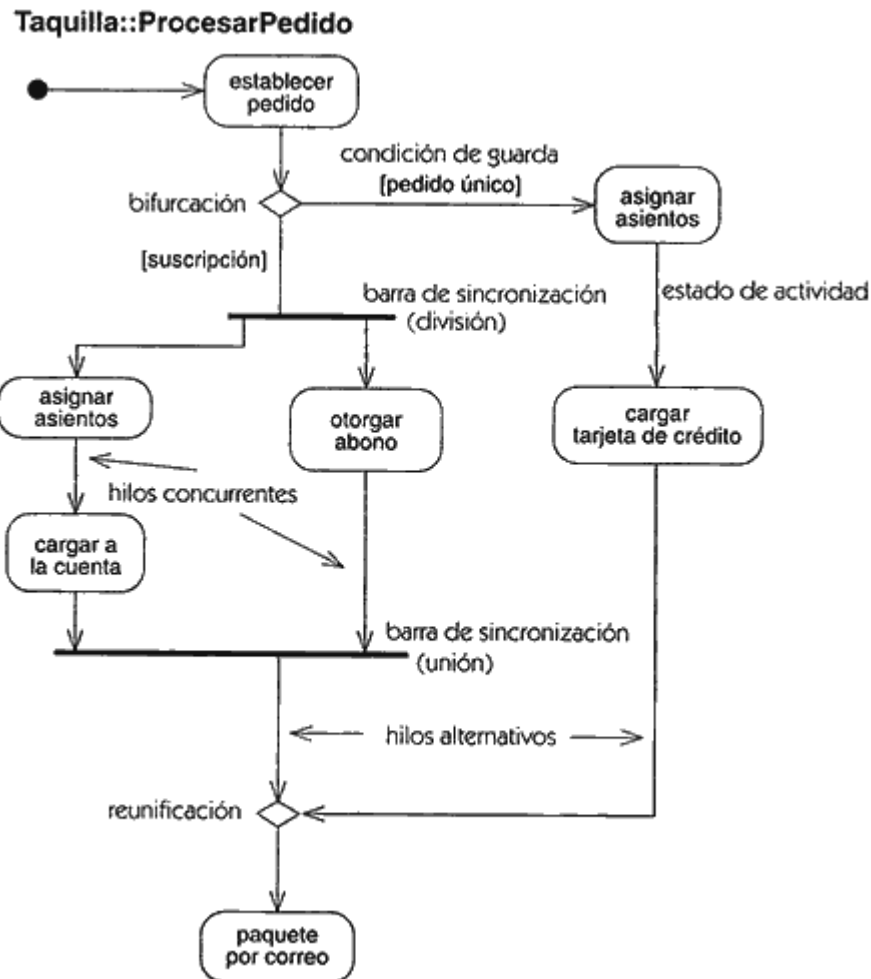 Taquilla::ProcesarPedido
establecer
pedido
condición de guarda
[pedido único]
bifurcación
asignar
asientos
[suscripción]
barra de sincronización
(división)
estado de actividad
asignar
asientos
otorgar
abono
cargar
tarjeta de crédito
hilos concurrentes
cargar a
la cuenta
barra de sincronización
(unión)
hilos alternativos
reunificación
paquete
por correo